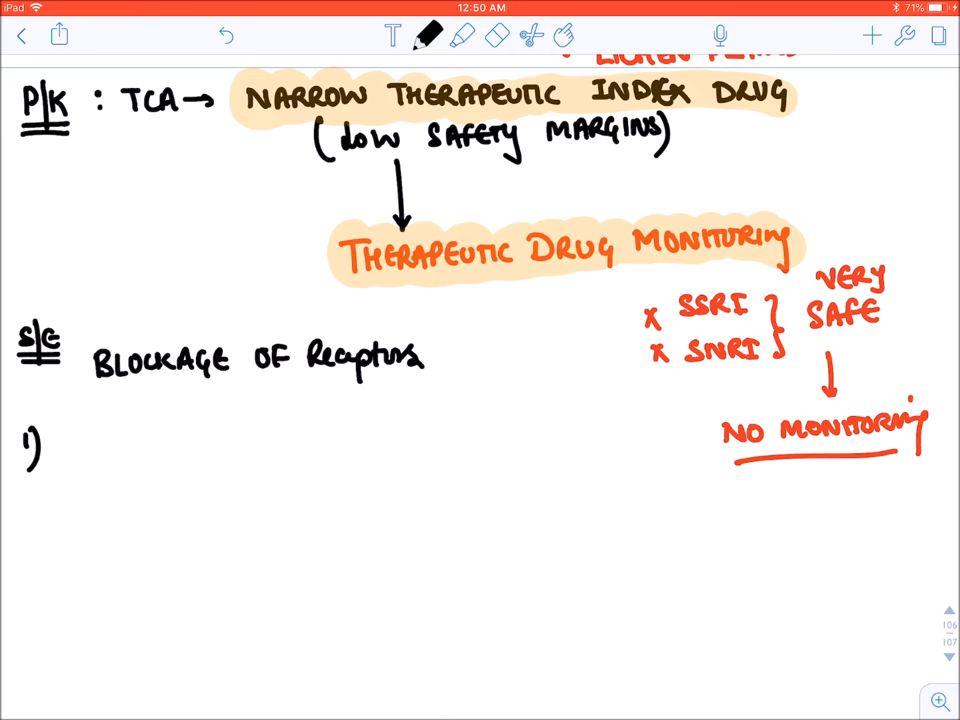 iPad 12:50 AM 71%
T
P/K : TCA → NARROW THERAPEUTIC INDEX DRUG
(LOW SAFETY MARGINS)
THERAPEUTIC DRUG MONITORING
x SSRI
x SNRI
VERY SAFE
NO MONITORING
S/E
BLOCKAGE OF Receptors
1)
106
107